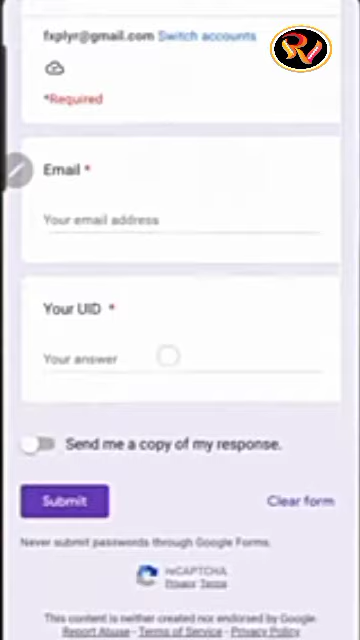 fxplyr@gmail.com Switch accounts
*Required
Email *
Your email address
Your UID *
Your answer
Send me a copy of my response.
Submit Clear form
Never submit passwords through Google Forms.
reCAPTCHA
Privacy Terms
This content is neither created nor endorsed by Google.
Report Abuse - Terms of Service - Privacy Policy